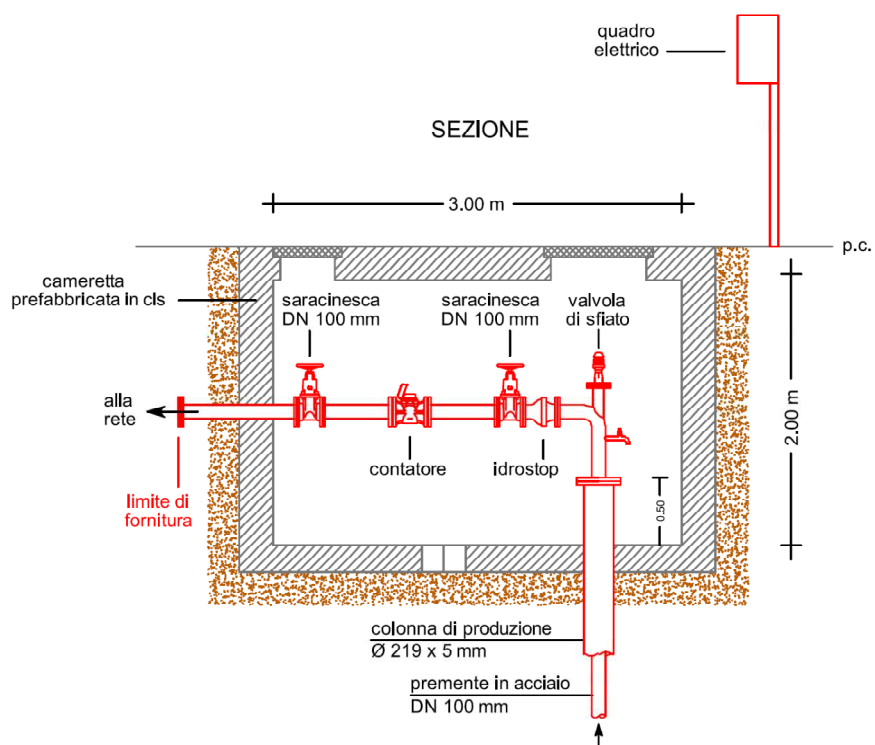 quadro
elettrico
SEZIONE
3.00 m
p.c.
cameretta
prefabbricata in cls
saracinesca
DN 100 mm
saracinesca
DN 100 mm
valvola
di sfiato
alla
rete
2.00 m
contatore
idrostop
limite di
fornitura
0.50
colonna di produzione
Ø 219 x 5 mm
premente in acciaio
DN 100 mm